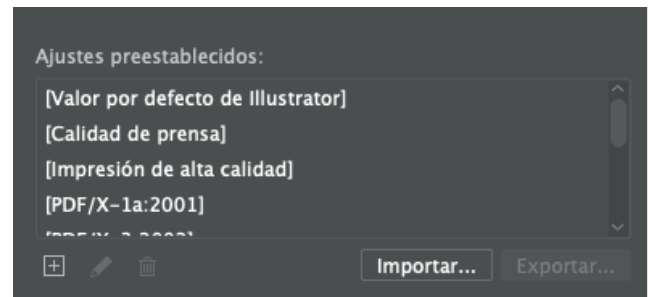 Ajustes preestablecidos:
[Valor por defecto de Illustrator]
[Calidad de prensa]
[Impresión de alta calidad]
[PDF/X-1a:2001]
Importar...
Exportar...